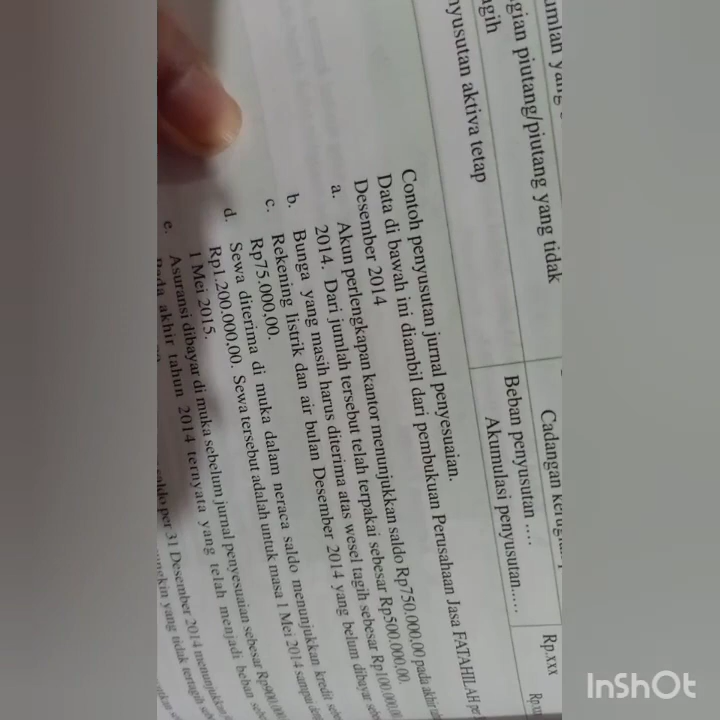 gian piutang/piutang yang tidak
agih
Cadangan
Rp.xxx
nyusutan aktiva tetap
Beban penyusutan ....
Akumulasi penyusutan.....
Contoh penyusutan jurnal penyesuaian.
Data di bawah ini diambil dari pembukuan Perusahaan Jasa FATAHILAH
Desember 2014
a. Akun perlengkapan kantor menunjukkan saldo Rp750.000,00 pada akhir
2014. Dari jumlah tersebut telah terpakai sebesar Rp500.000,00.
b. Bunga yang masih harus diterima atas wesel tagih sebesar
c. Rekening listrik dan air bulan Desember 2014 yang belum dibayar
Rp75.000,00.
d. Sewa diterima di muka dalam neraca saldo menunjukkan kredit
Rp1.200.000,00. Sewa tersebut adalah untuk masa 1 Mei 2014 sampai
1 Mei 2015.
e. Asuransi dibayar di muka sebelum jurnal penyesuaian sebesar
Pada akhir tahun 2014 ternyata yang telah menjadi beban
saldo per 31 Desember 2014 menunjukkan
yang tidak tertagih
InShOt